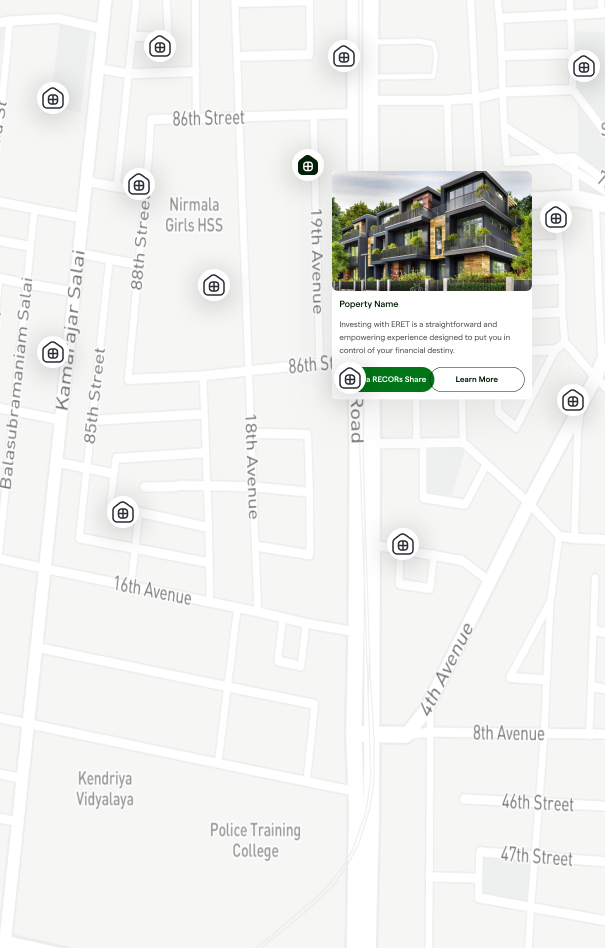 86th Street
Nirmala
Girls HSS
88th Street
19th Avenue
Kamarajar Salai
Balasubramaniam Salai
85th Street
Poperty Name
Investing with ERET is a straightforward and
empowering experience designed to put you in
control of your financial destiny.
86th St
a RECORs Share
Learn More
Road
18th Avenue
16th Avenue
4th Avenue
8th Avenue
Kendriya
Vidyalaya
46th Street
Police Training
College
47th Street